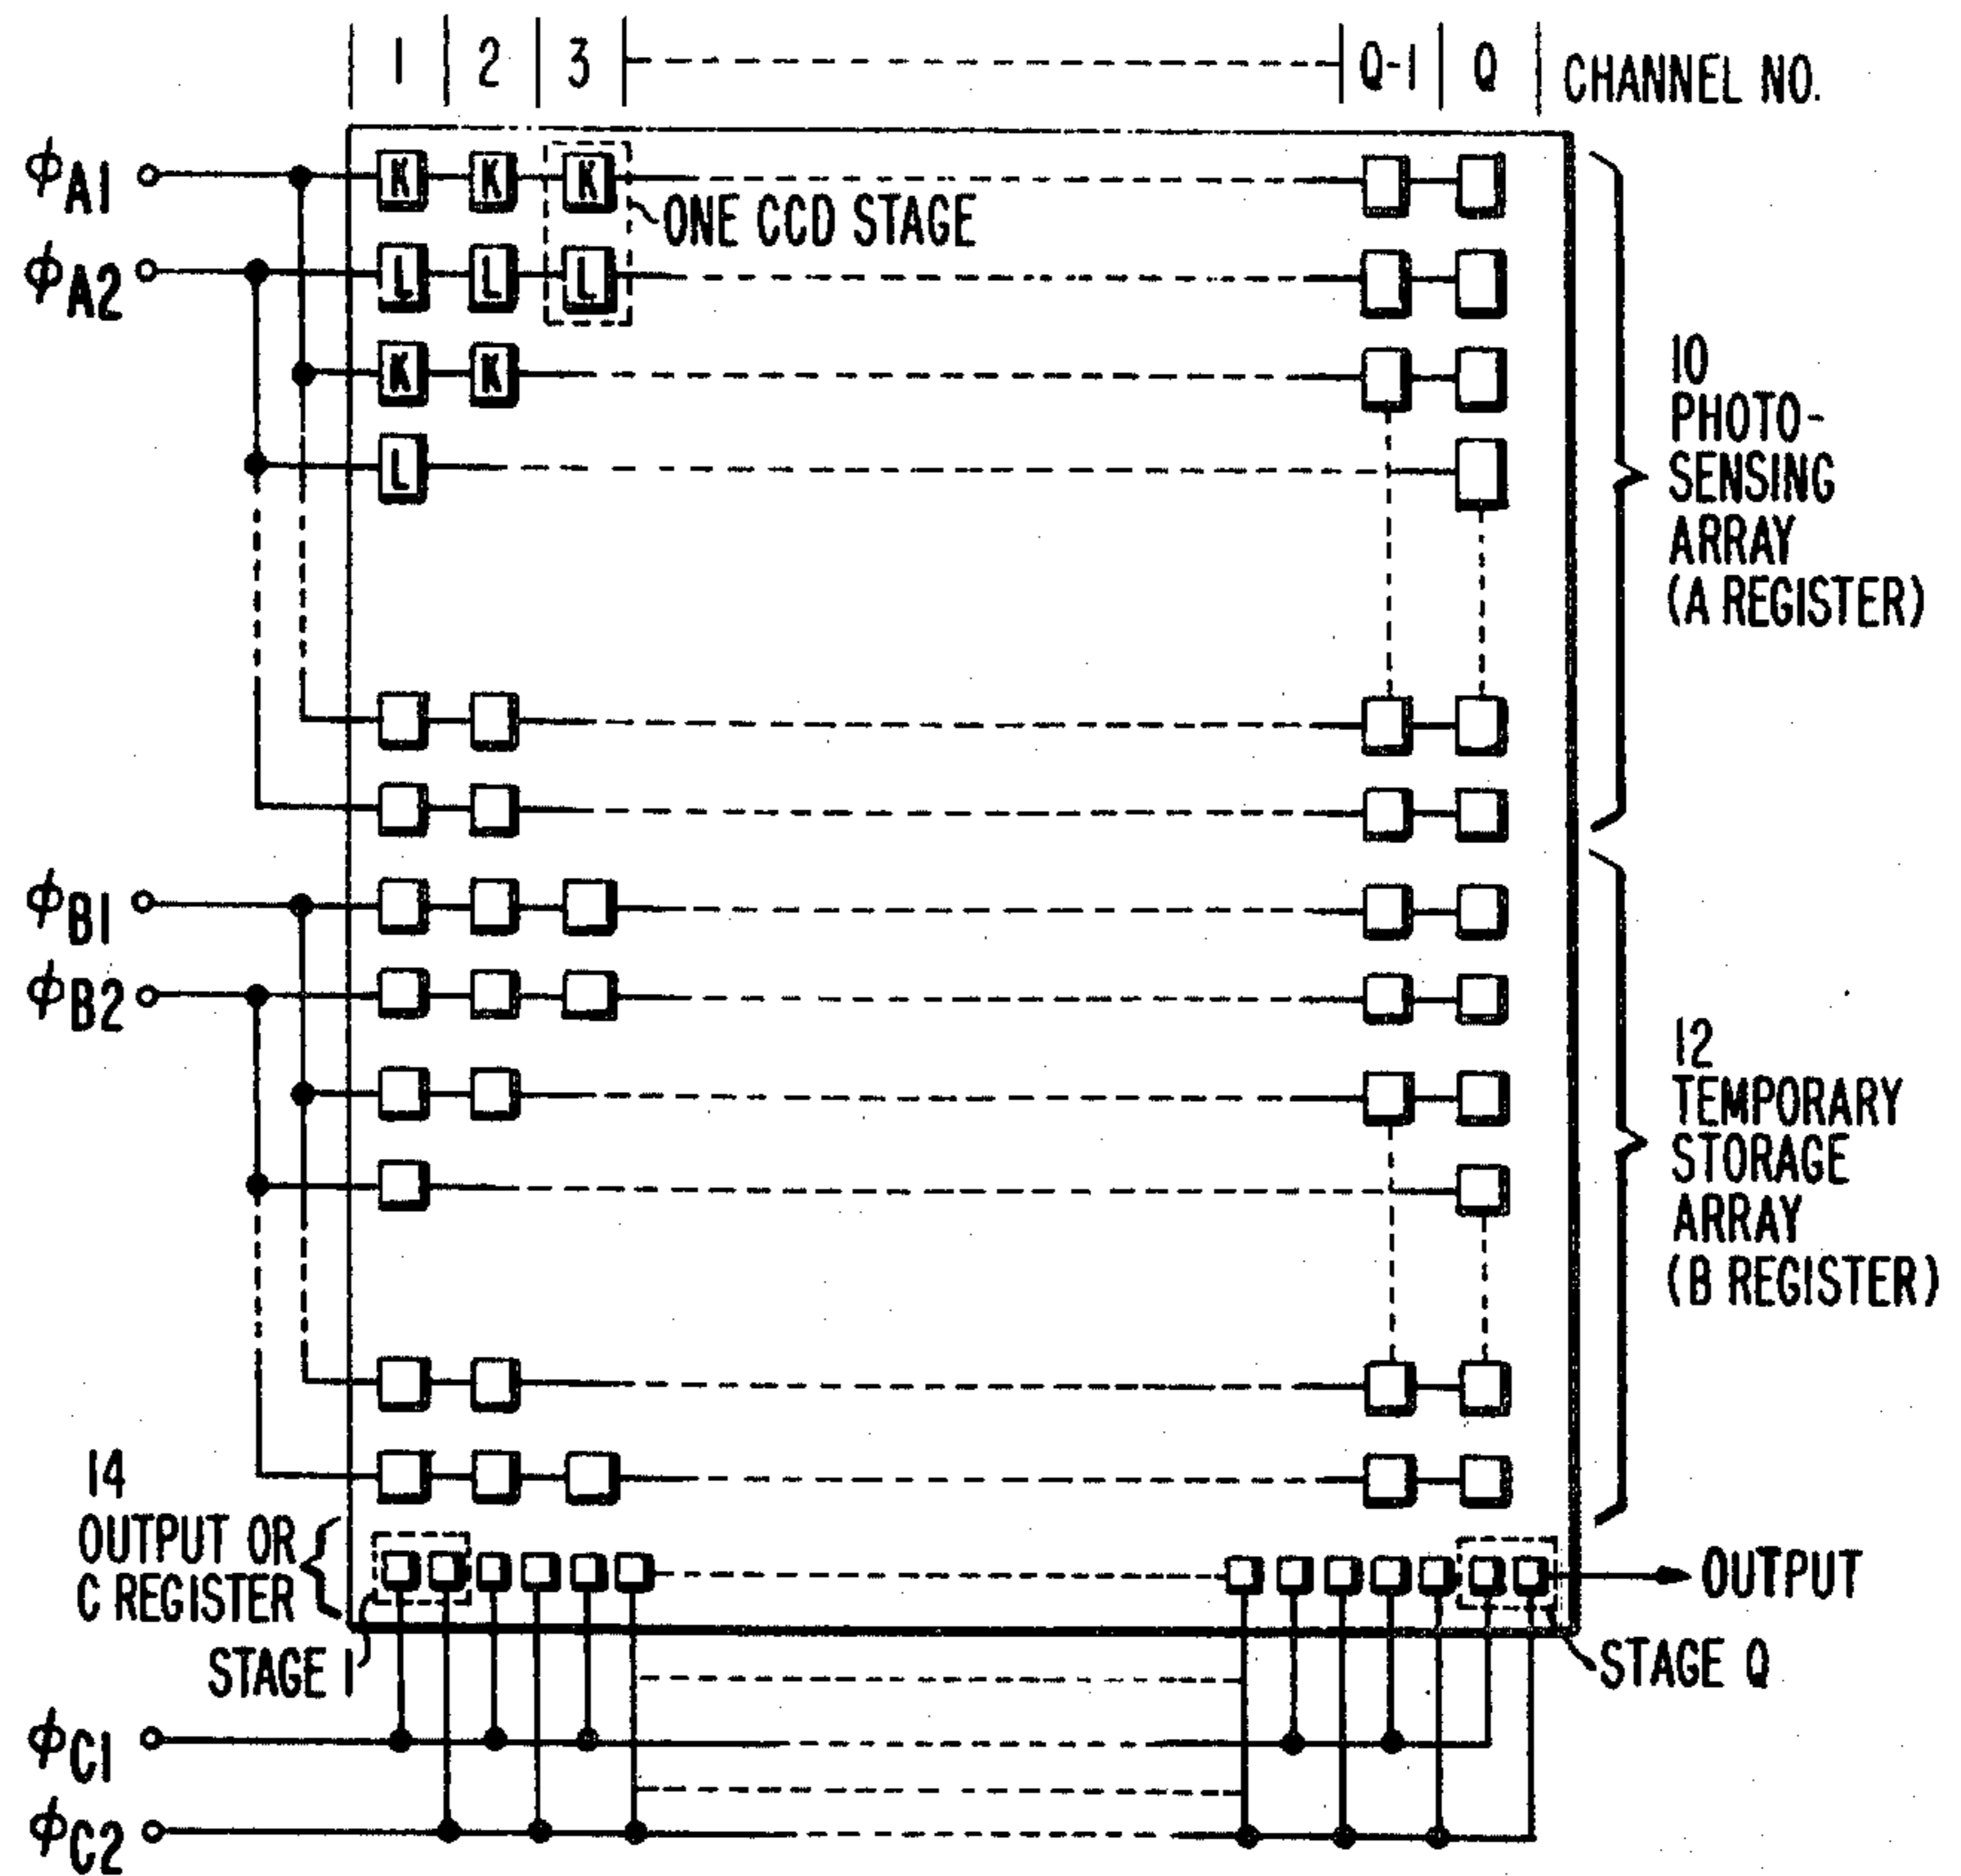 1 2 3 Q-1 Q CHANNEL NO.
ϕA1 K K K
ONE CCD STAGE
ϕA2 L L L
K K
L
10
PHOTO-
SENSING
ARRAY
(A REGISTER)
ϕB1
ϕB2
12
TEMPORARY
STORAGE
ARRAY
(B REGISTER)
14
OUTPUT OR
C REGISTER
OUTPUT
STAGE 1
STAGE Q
ϕC1
ϕC2